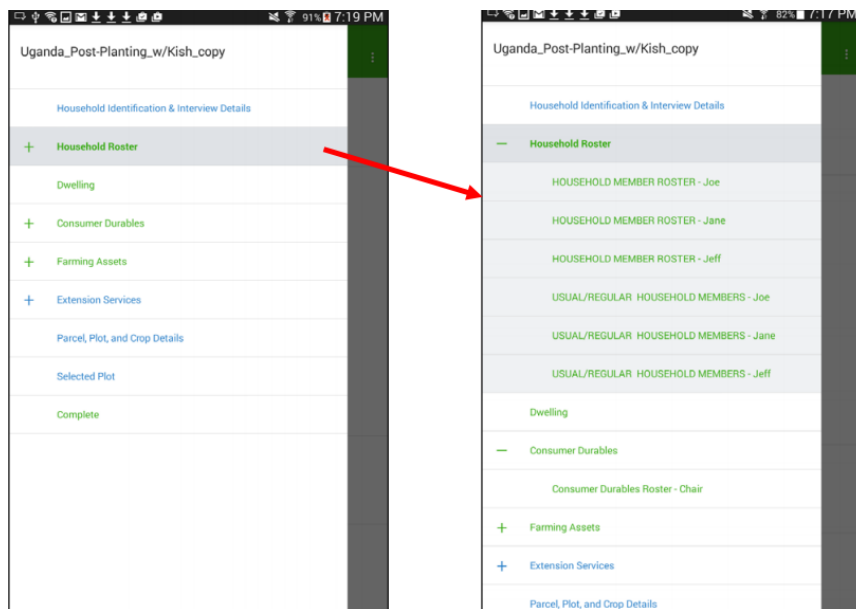 91% 7:19 PM
Uganda_Post-Planting_w/Kish_copy
Household Identification & Interview Details
+ Household Roster
Dwelling
+ Consumer Durables
+ Farming Assets
+ Extension Services
Parcel, Plot, and Crop Details
Selected Plot
Complete
82% 7:17 PM
Uganda_Post-Planting_w/Kish_copy
Household Identification & Interview Details
— Household Roster
HOUSEHOLD MEMBER ROSTER - Joe
HOUSEHOLD MEMBER ROSTER - Jane
HOUSEHOLD MEMBER ROSTER - Jeff
USUAL/REGULAR HOUSEHOLD MEMBERS - Joe
USUAL/REGULAR HOUSEHOLD MEMBERS - Jane
USUAL/REGULAR HOUSEHOLD MEMBERS - Jeff
Dwelling
— Consumer Durables
Consumer Durables Roster - Chair
+ Farming Assets
+ Extension Services
Parcel, Plot, and Crop Details